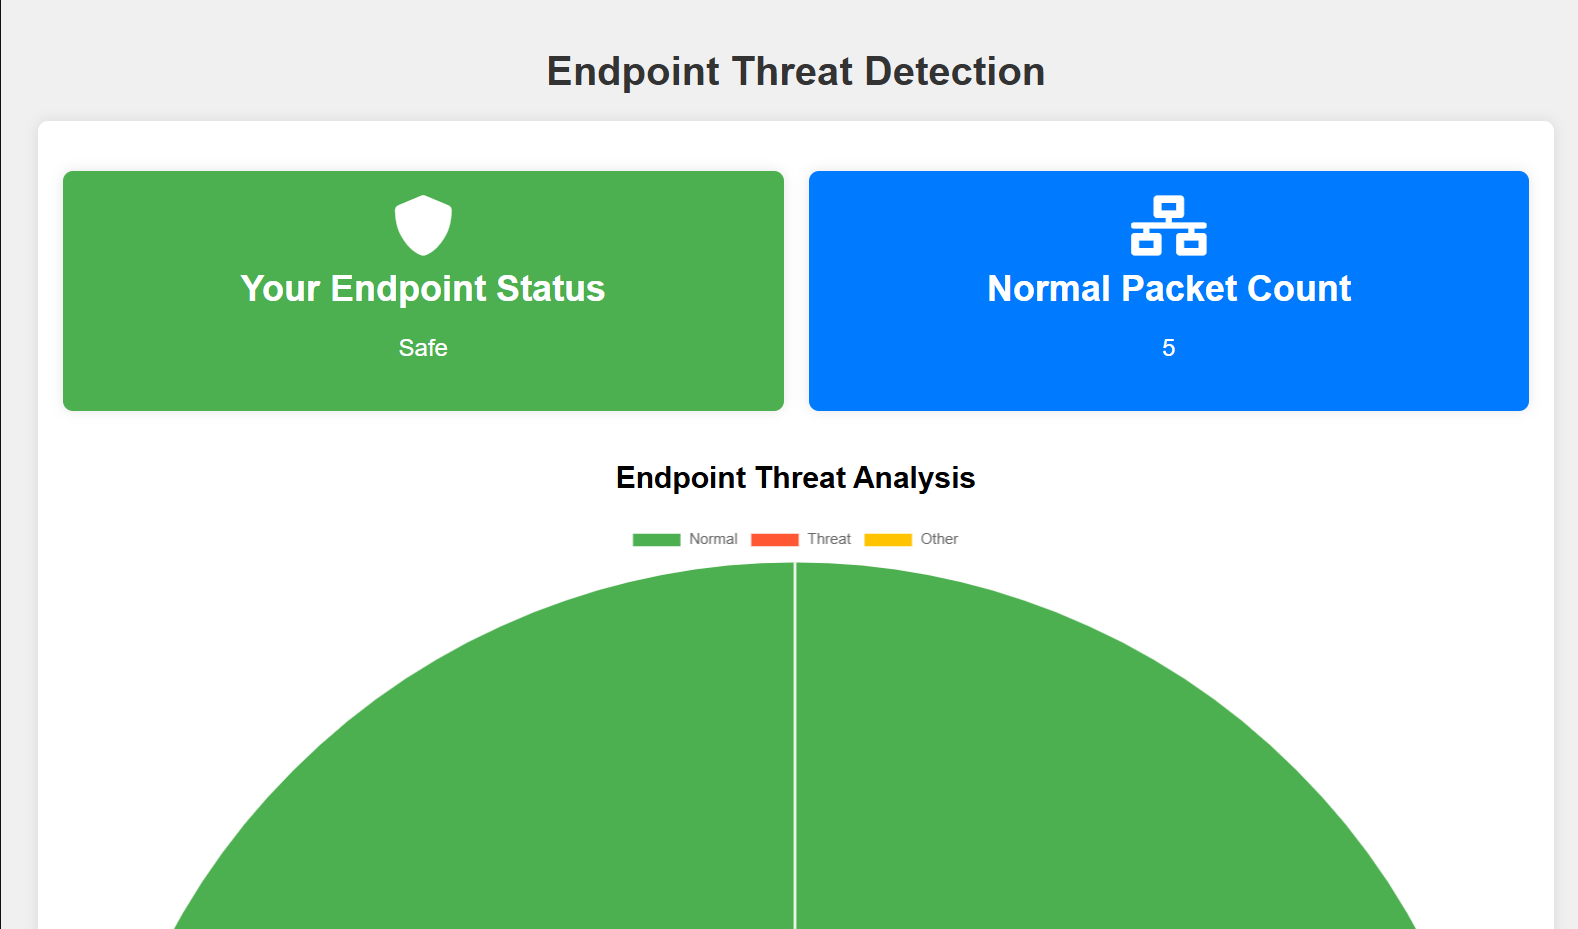 Endpoint Threat Detection
Your Endpoint Status
Safe
Normal Packet Count
5
Endpoint Threat Analysis
Normal Threat Other